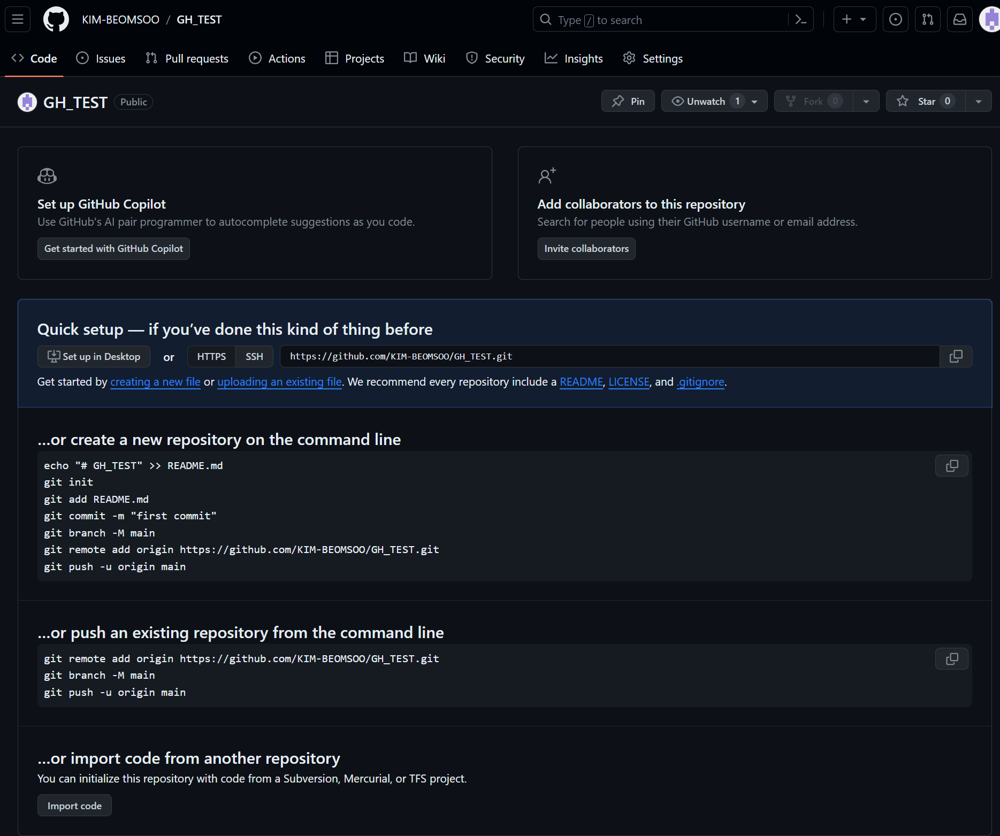 KIM-BEOMSOO / GH_TEST
Type / to search
Code Issues Pull requests Actions Projects Wiki Security Insights Settings
GH_TEST Public
Pin Unwatch 1 Fork 0 Star 0
Set up GitHub Copilot
Use GitHub's AI pair programmer to autocomplete suggestions as you code.
Get started with GitHub Copilot
Add collaborators to this repository
Search for people using their GitHub username or email address.
Invite collaborators
Quick setup — if you’ve done this kind of thing before
Set up in Desktop or HTTPS SSH https://github.com/KIM-BEOMSOO/GH_TEST.git
Get started by creating a new file or uploading an existing file. We recommend every repository include a README, LICENSE, and .gitignore.
…or create a new repository on the command line
echo "# GH_TEST" >> README.md
git init
git add README.md
git commit -m "first commit"
git branch -M main
git remote add origin https://github.com/KIM-BEOMSOO/GH_TEST.git
git push -u origin main
…or push an existing repository from the command line
git remote add origin https://github.com/KIM-BEOMSOO/GH_TEST.git
git branch -M main
git push -u origin main
…or import code from another repository
You can initialize this repository with code from a Subversion, Mercurial, or TFS project.
Import code